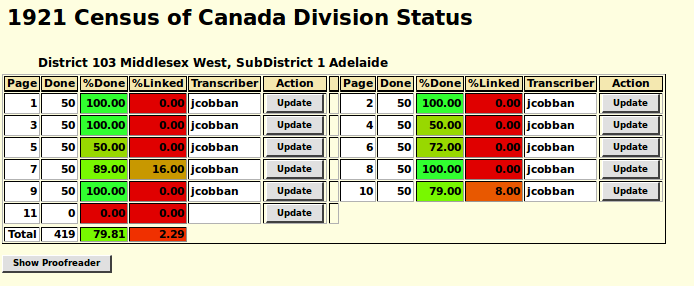 1921 Census of Canada Division Status
District 103 Middlesex West, SubDistrict 1 Adelaide
Page Done %Done %Linked Transcriber Action Page Done %Done %Linked Transcriber Action
1 50 100.00 0.00 jcobban Update 2 50 100.00 0.00 jcobban Update
3 50 100.00 0.00 jcobban Update 4 50 50.00 0.00 jcobban Update
5 50 50.00 0.00 jcobban Update 6 50 72.00 0.00 jcobban Update
7 50 89.00 16.00 jcobban Update 8 50 100.00 0.00 jcobban Update
9 50 100.00 0.00 jcobban Update 10 50 79.00 8.00 jcobban Update
11 0 0.00 0.00 Update
Total 419 79.81 2.29
Show Proofreader